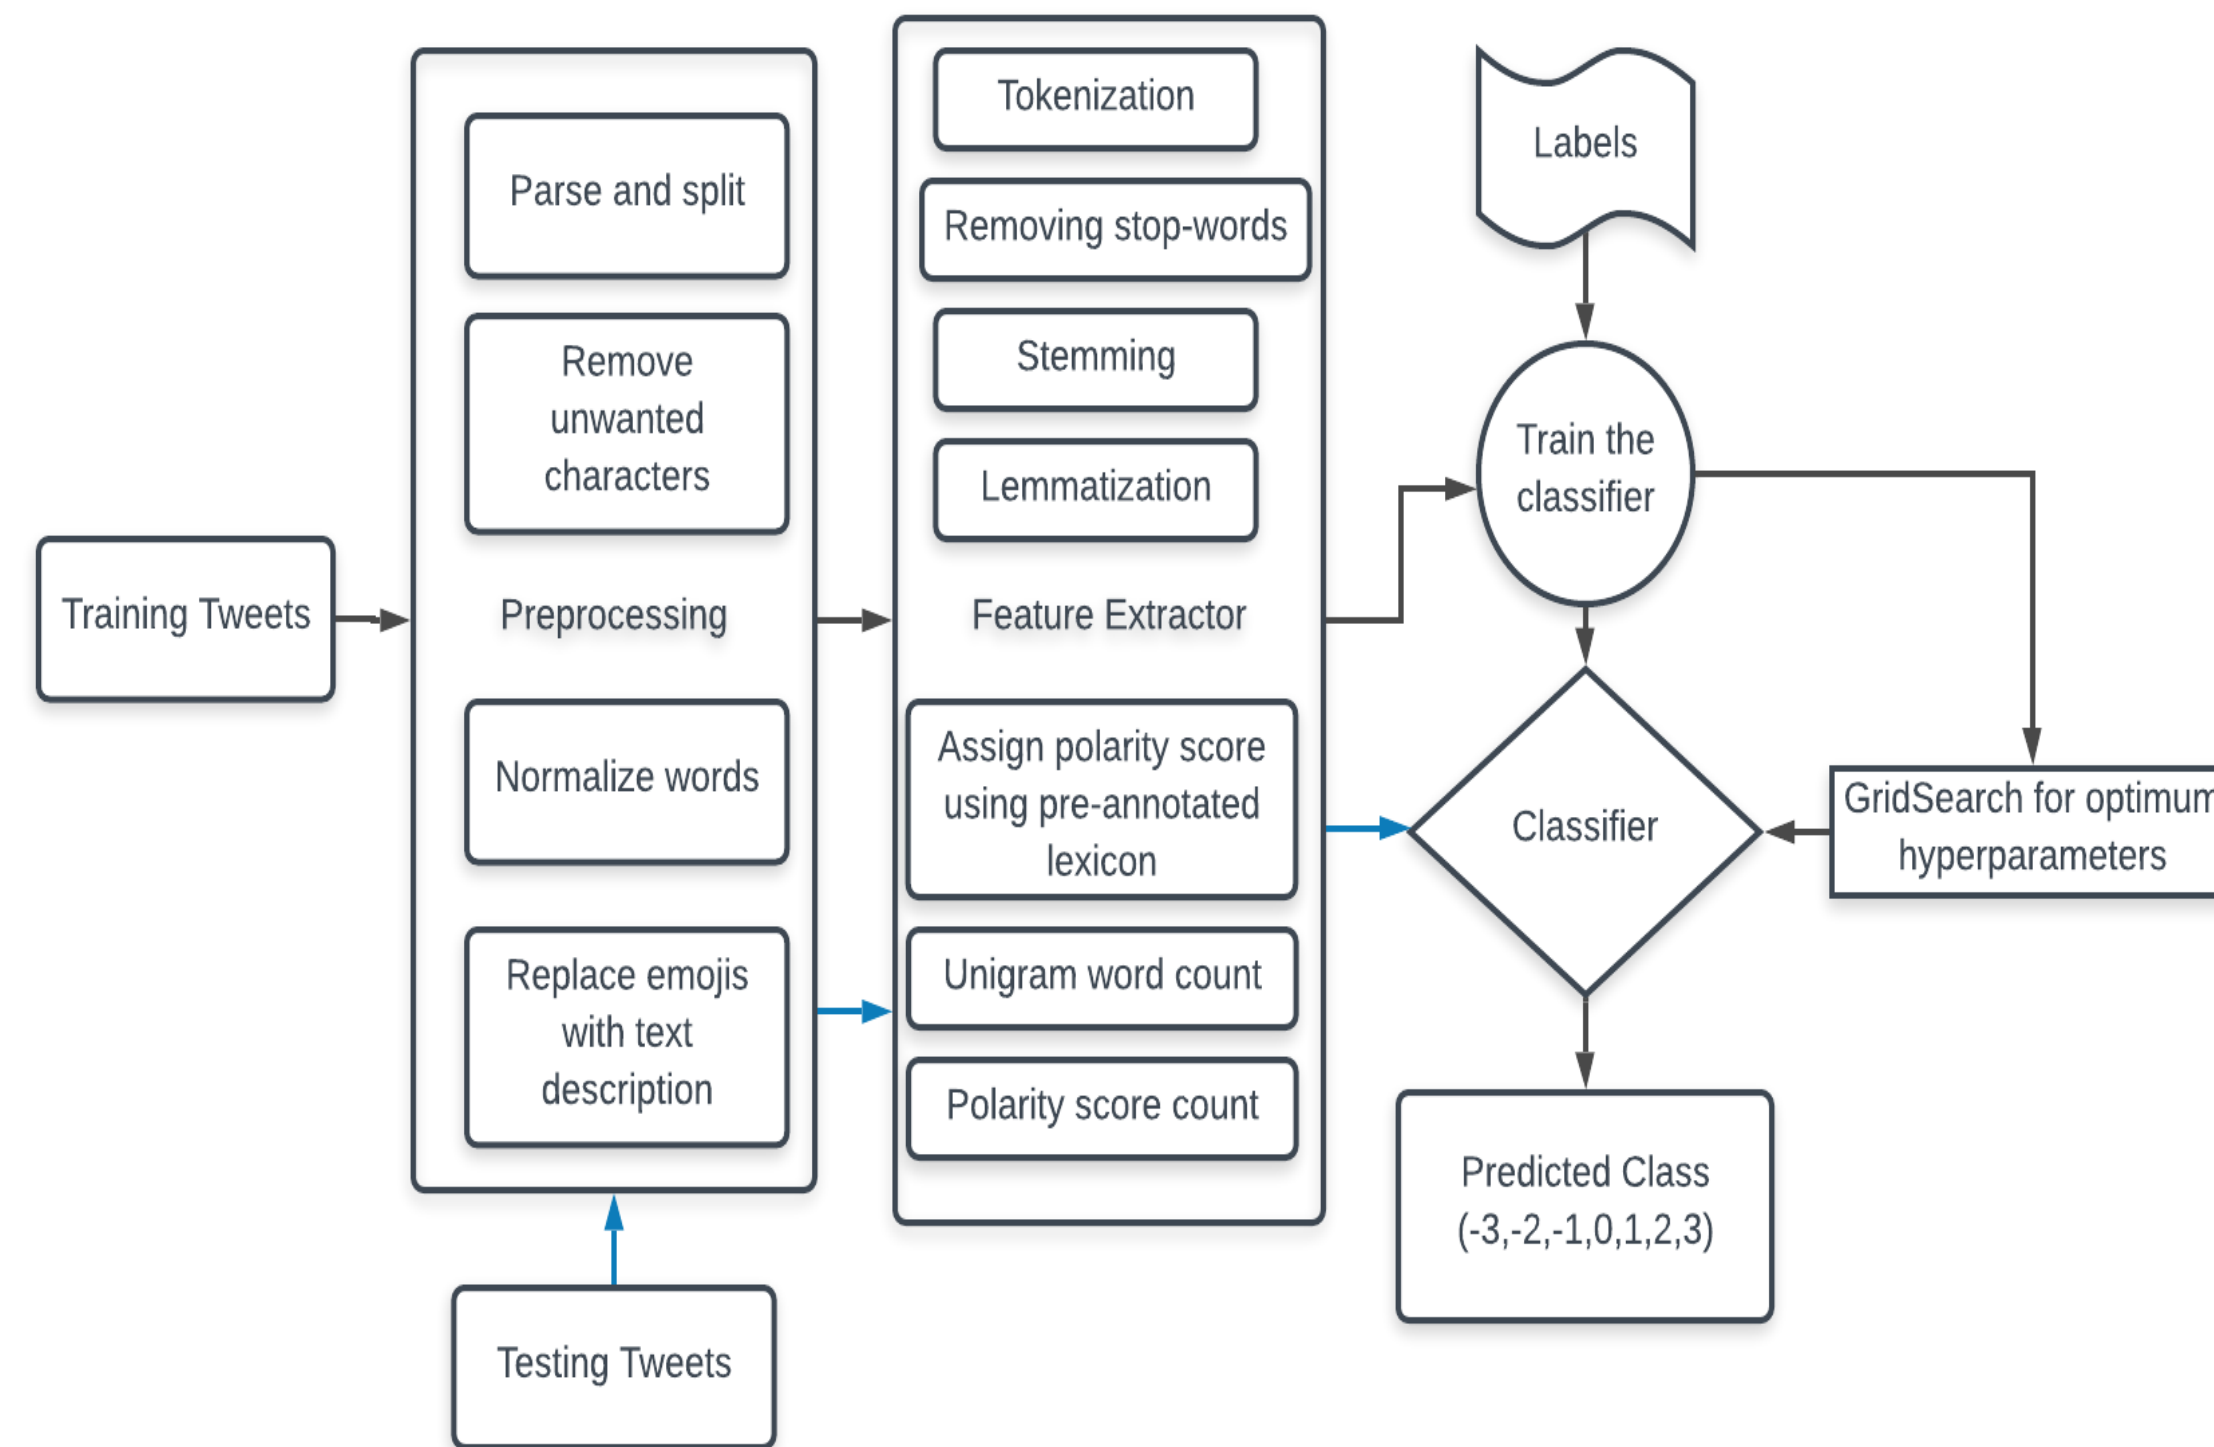 Training Tweets
Parse and split
Remove
unwanted
characters
Preprocessing
Normalize words
Replace emojis
with text
description
Testing Tweets
Tokenization
Removing stop-words
Stemming
Lemmatization
Feature Extractor
Assign polarity score
using pre-annotated
lexicon
Unigram word count
Polarity score count
Labels
Train the
classifier
Classifier
GridSearch for optimum
hyperparameters
Predicted Class
(-3,-2,-1,0,1,2,3)